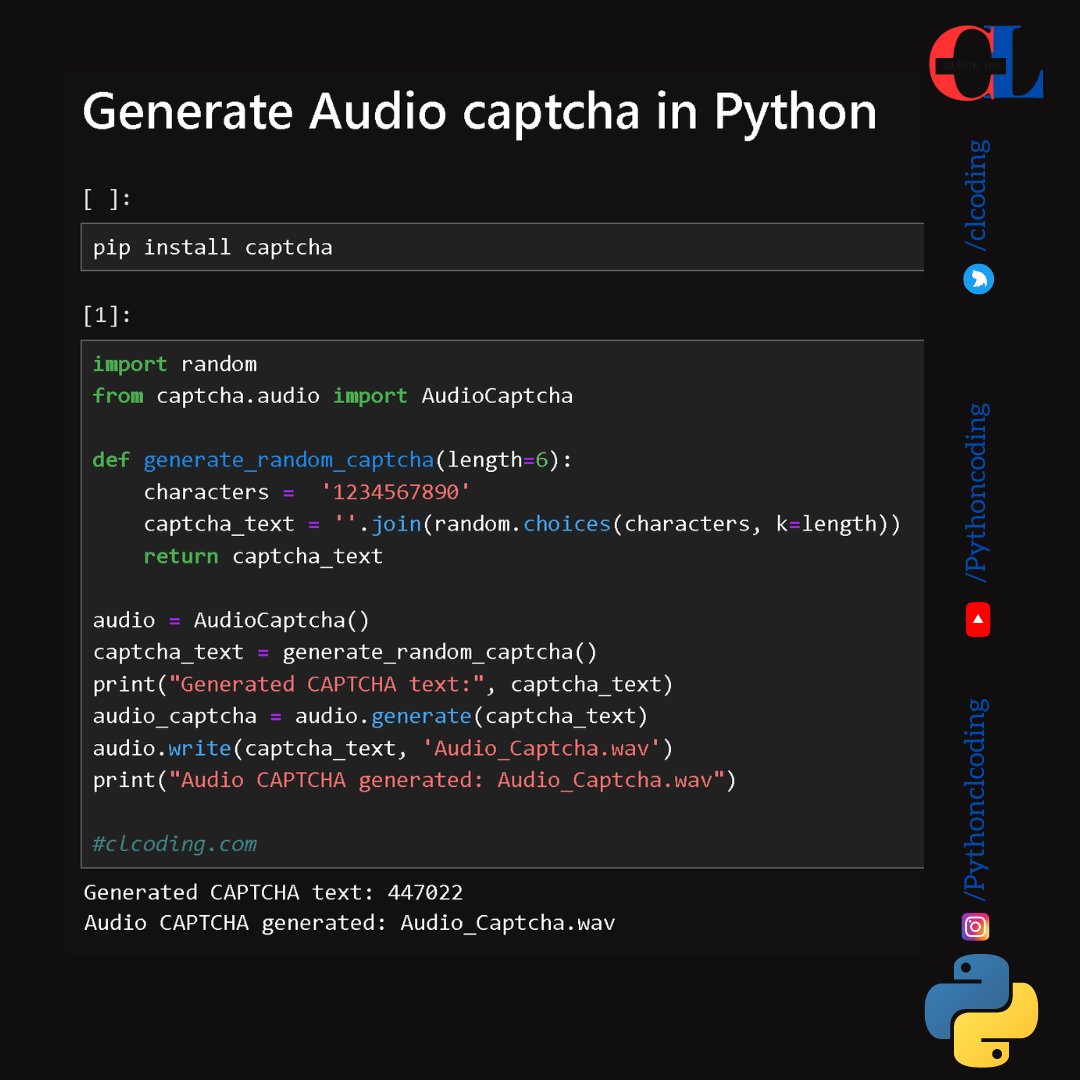 Generate Audio captcha in Python
[ ]:
pip install captcha
[1]:
import random
from captcha.audio import AudioCaptcha
def generate_random_captcha(length=6):
    characters =  '1234567890'
    captcha_text = ''.join(random.choices(characters, k=length))
    return captcha_text
audio = AudioCaptcha()
captcha_text = generate_random_captcha()
print("Generated CAPTCHA text:", captcha_text)
audio_captcha = audio.generate(captcha_text)
audio.write(captcha_text, 'Audio_Captcha.wav')
print("Audio CAPTCHA generated: Audio_Captcha.wav")
#clcoding.com
Generated CAPTCHA text: 447022
Audio CAPTCHA generated: Audio_Captcha.wav
CL
/clcoding
/Pythoncoding
/Pythonclcoding